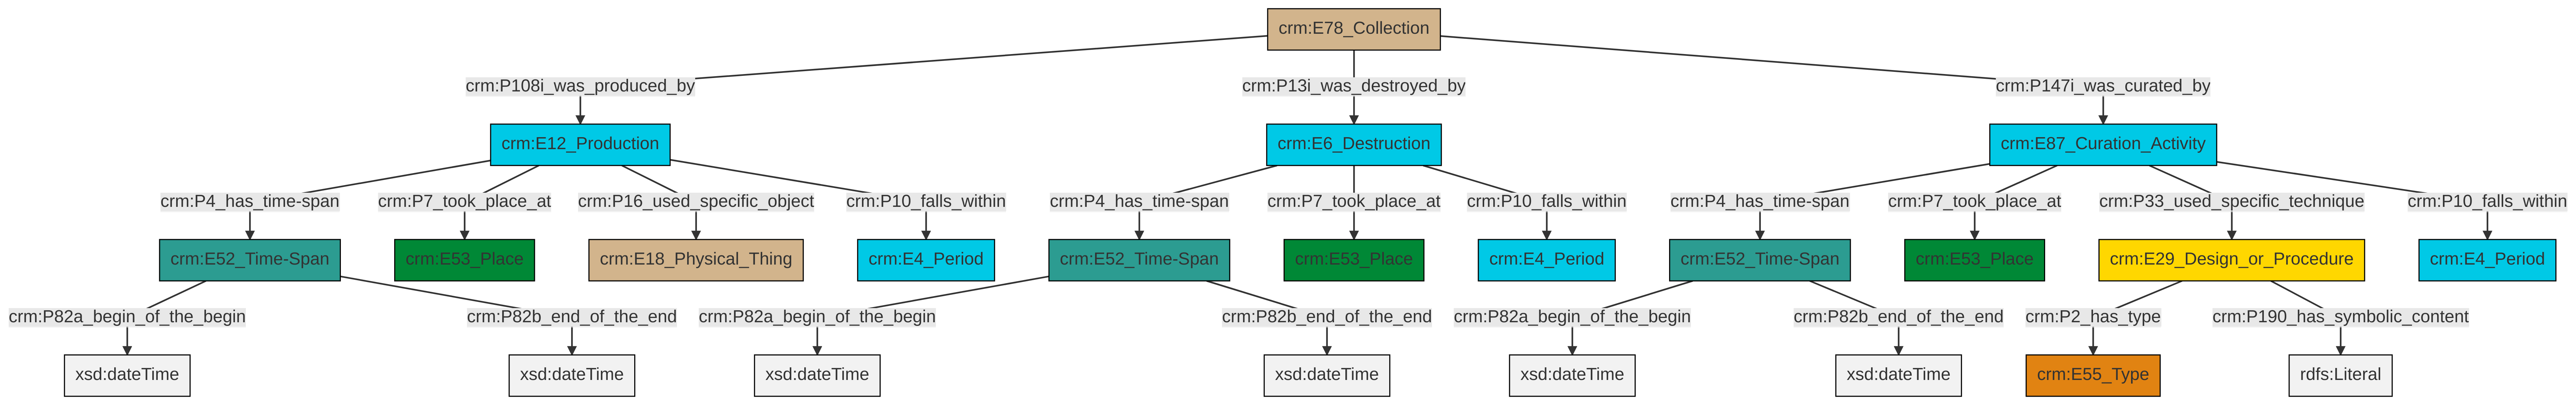 crm:E78_Collection
crm:P108i_was_produced_by
crm:P13i_was_destroyed_by
crm:P147i_was_curated_by
crm:E12_Production
crm:E6_Destruction
crm:E87_Curation_Activity
crm:P4_has_time-span
crm:P7_took_place_at
crm:P16_used_specific_object
crm:P10_falls_within
crm:P4_has_time-span
crm:P7_took_place_at
crm:P10_falls_within
crm:P4_has_time-span
crm:P7_took_place_at
crm:P33_used_specific_technique
crm:P10_falls_within
crm:E52_Time-Span
crm:E53_Place
crm:E18_Physical_Thing
crm:E4_Period
crm:E52_Time-Span
crm:E53_Place
crm:E4_Period
crm:E52_Time-Span
crm:E53_Place
crm:E29_Design_or_Procedure
crm:E4_Period
crm:P82a_begin_of_the_begin
crm:P82b_end_of_the_end
crm:P82a_begin_of_the_begin
crm:P82b_end_of_the_end
crm:P82a_begin_of_the_begin
crm:P82b_end_of_the_end
crm:P2_has_type
crm:P190_has_symbolic_content
xsd:dateTime
xsd:dateTime
xsd:dateTime
xsd:dateTime
xsd:dateTime
xsd:dateTime
crm:E55_Type
rdfs:Literal